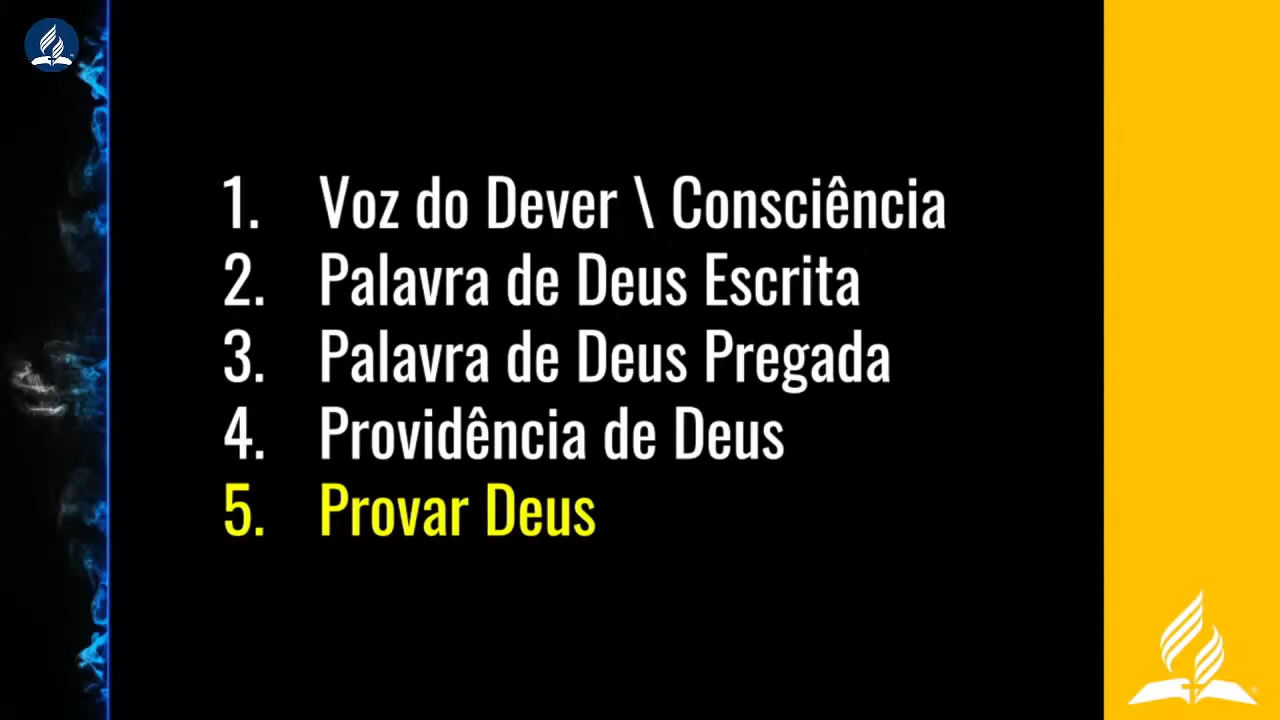 1. Voz do Dever \ Consciência
2. Palavra de Deus Escrita
3. Palavra de Deus Pregada
4. Providência de Deus
5. Provar Deus